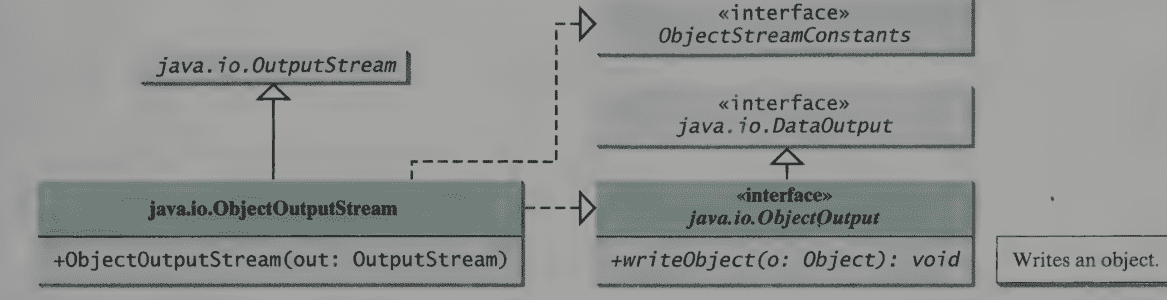 «interface»
ObjectStreamConstants
java.io.OutputStream
«interface»
java.io.DataOutput
java.io.ObjectOutputStream
«interface»
java.io.ObjectOutput
+ObjectOutputStream(out: OutputStream)
+writeObject(o: Object): void
Writes an object.